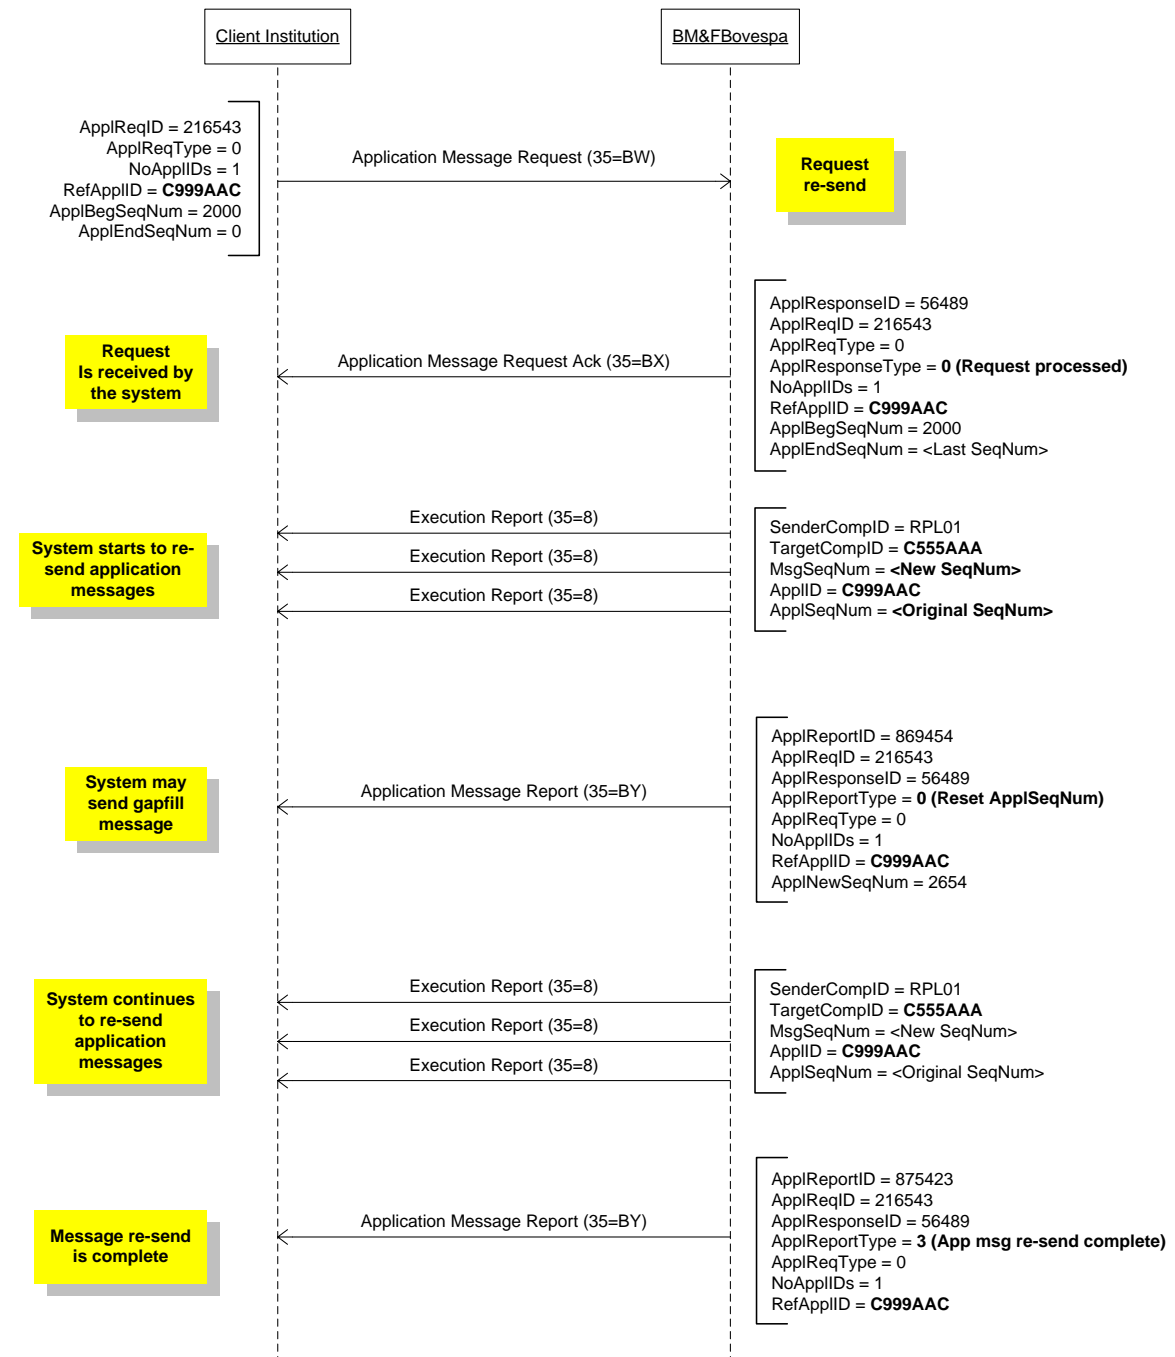 Client Institution
BM&FBovespa
ApplReqID = 216543
ApplReqType = 0
NoApplIDs = 1
RefApplID = C999AAC
ApplBegSeqNum = 2000
ApplEndSeqNum = 0
Application Message Request (35=BW)
Request
re-send
Request
Is received by
the system
Application Message Request Ack (35=BX)
ApplResponseID = 56489
ApplReqID = 216543
ApplReqType = 0
ApplResponseType = 0 (Request processed)
NoApplIDs = 1
RefApplID = C999AAC
ApplBegSeqNum = 2000
ApplEndSeqNum = <Last SeqNum>
System starts to re-
send application
messages
Execution Report (35=8)
Execution Report (35=8)
Execution Report (35=8)
SenderCompID = RPL01
TargetCompID = C555AAA
MsgSeqNum = <New SeqNum>
ApplID = C999AAC
ApplSeqNum = <Original SeqNum>
System may
send gapfill
message
Application Message Report (35=BY)
ApplReportID = 869454
ApplReqID = 216543
ApplResponseID = 56489
ApplReportType = 0 (Reset ApplSeqNum)
ApplReqType = 0
NoApplIDs = 1
RefApplID = C999AAC
ApplNewSeqNum = 2654
System continues
to re-send
application
messages
Execution Report (35=8)
Execution Report (35=8)
Execution Report (35=8)
SenderCompID = RPL01
TargetCompID = C555AAA
MsgSeqNum = <New SeqNum>
ApplID = C999AAC
ApplSeqNum = <Original SeqNum>
Message re-send
is complete
Application Message Report (35=BY)
ApplReportID = 875423
ApplReqID = 216543
ApplResponseID = 56489
ApplReportType = 3 (App msg re-send complete)
ApplReqType = 0
NoApplIDs = 1
RefApplID = C999AAC